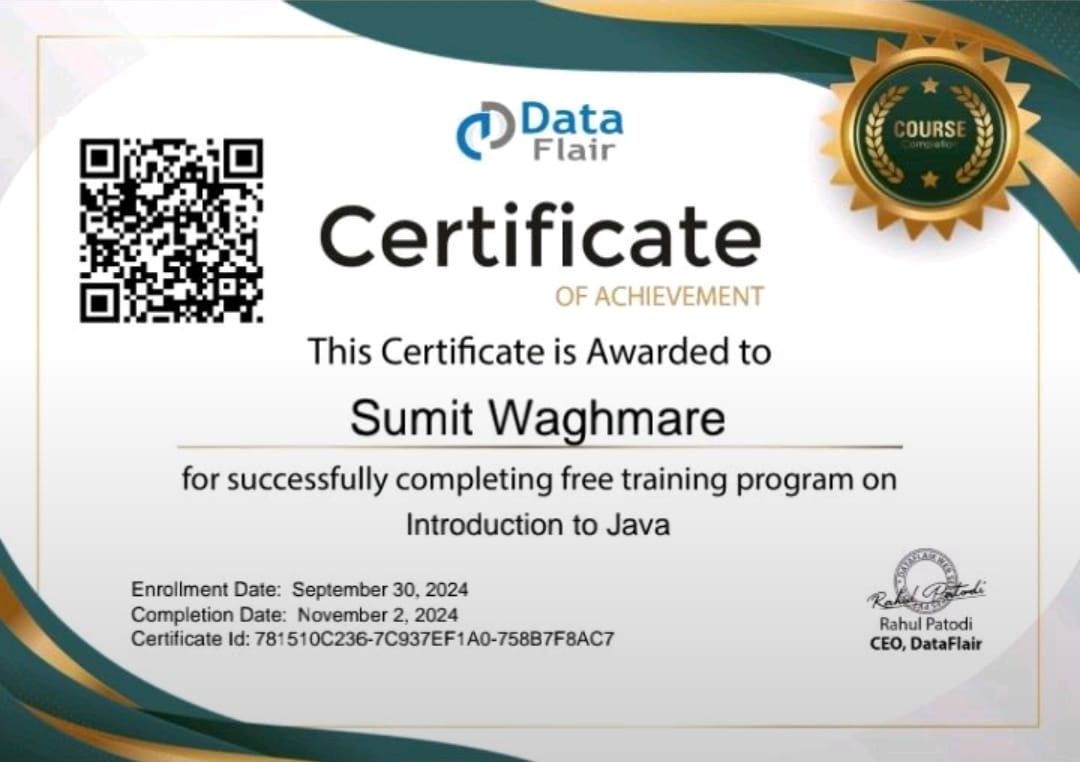 Data
Flair
COURSE
Completion
Certificate
OF ACHIEVEMENT
This Certificate is Awarded to
Sumit Waghmare
for successfully completing free training program on
Introduction to Java
Enrollment Date: September 30, 2024
Completion Date: November 2, 2024
Certificate Id: 781510C236-7C937EF1A0-758B7F8AC7
Rahul Patodi
Rahul Patodi
CEO, DataFlair